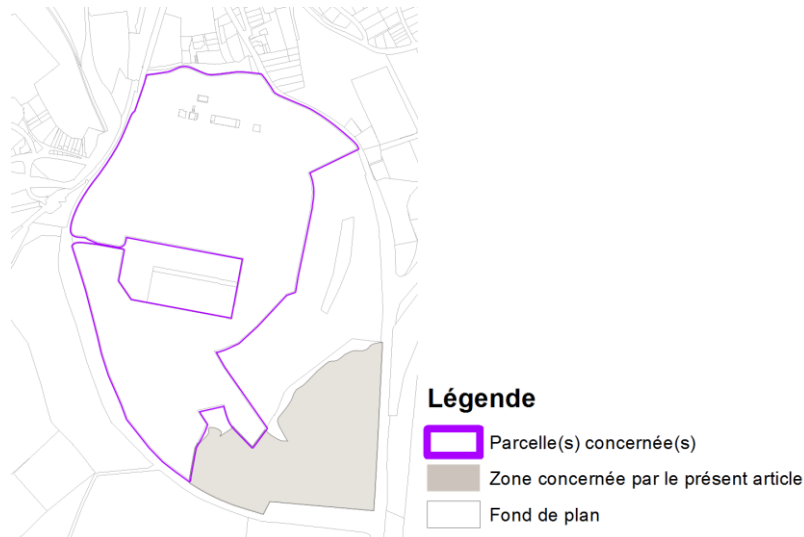 Légende
Parcelle(s) concernée(s)
Zone concernée par le présent article
Fond de plan